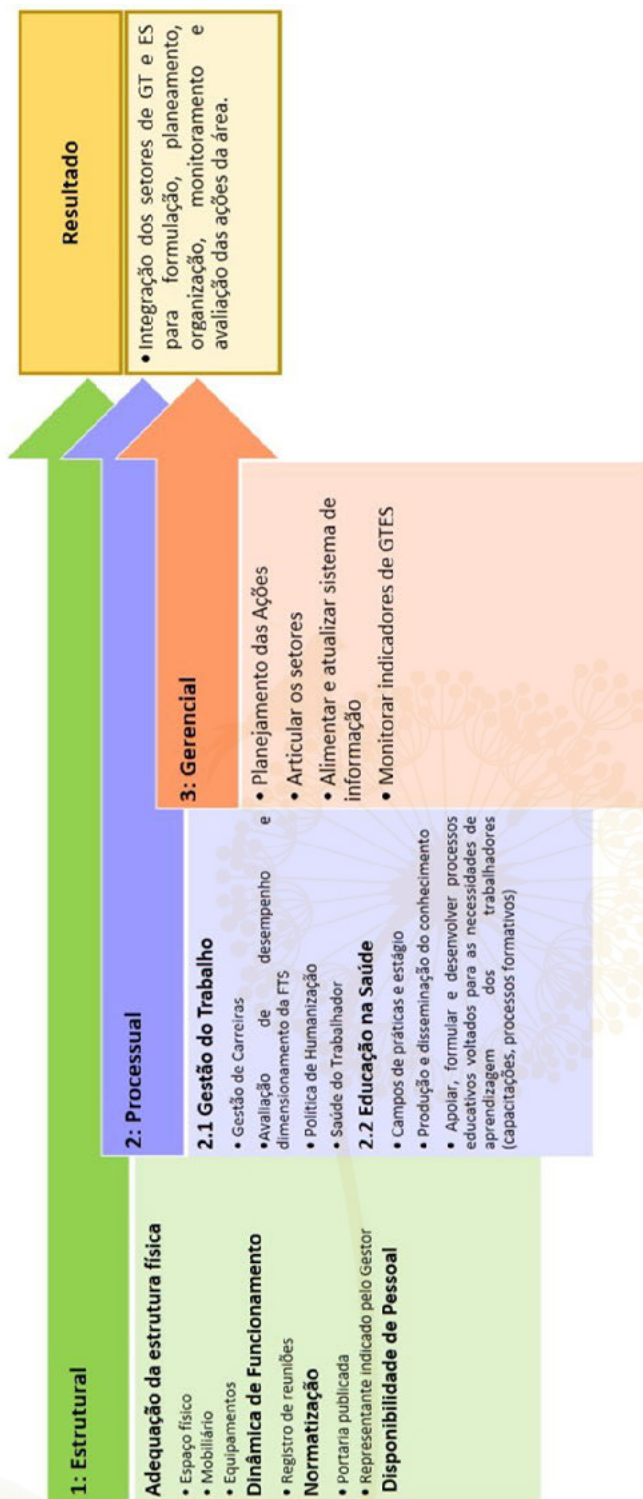 1: Estrutural
Adequação da estrutura física
• Espaço físico
• Mobiliário
• Equipamentos
Dinâmica de Funcionamento
• Registro de reuniões
Normatização
• Portaria publicada
• Representante indicado pelo Gestor
Disponibilidade de Pessoal
2: Processual
2.1 Gestão do Trabalho
• Gestão de Carreiras
•Avaliação de desempenho e
dimensionamento da FTS
• Política de Humanização
• Saúde do Trabalhador
2.2 Educação na Saúde
• Campos de práticas e estágio
• Produção e disseminação do conhecimento
• Apoiar, formular e desenvolver processos
educativos voltados para as necessidades de
aprendizagem dos trabalhadores
(capacitações, processos formativos)
3: Gerencial
• Planejamento das Ações
• Articular os setores
• Alimentar e atualizar sistema de
informação
• Monitorar indicadores de GTES
Resultado
• Integração dos setores de GT e ES
para formulação, planeamento,
organização, monitoramento e
avaliação das ações da área.